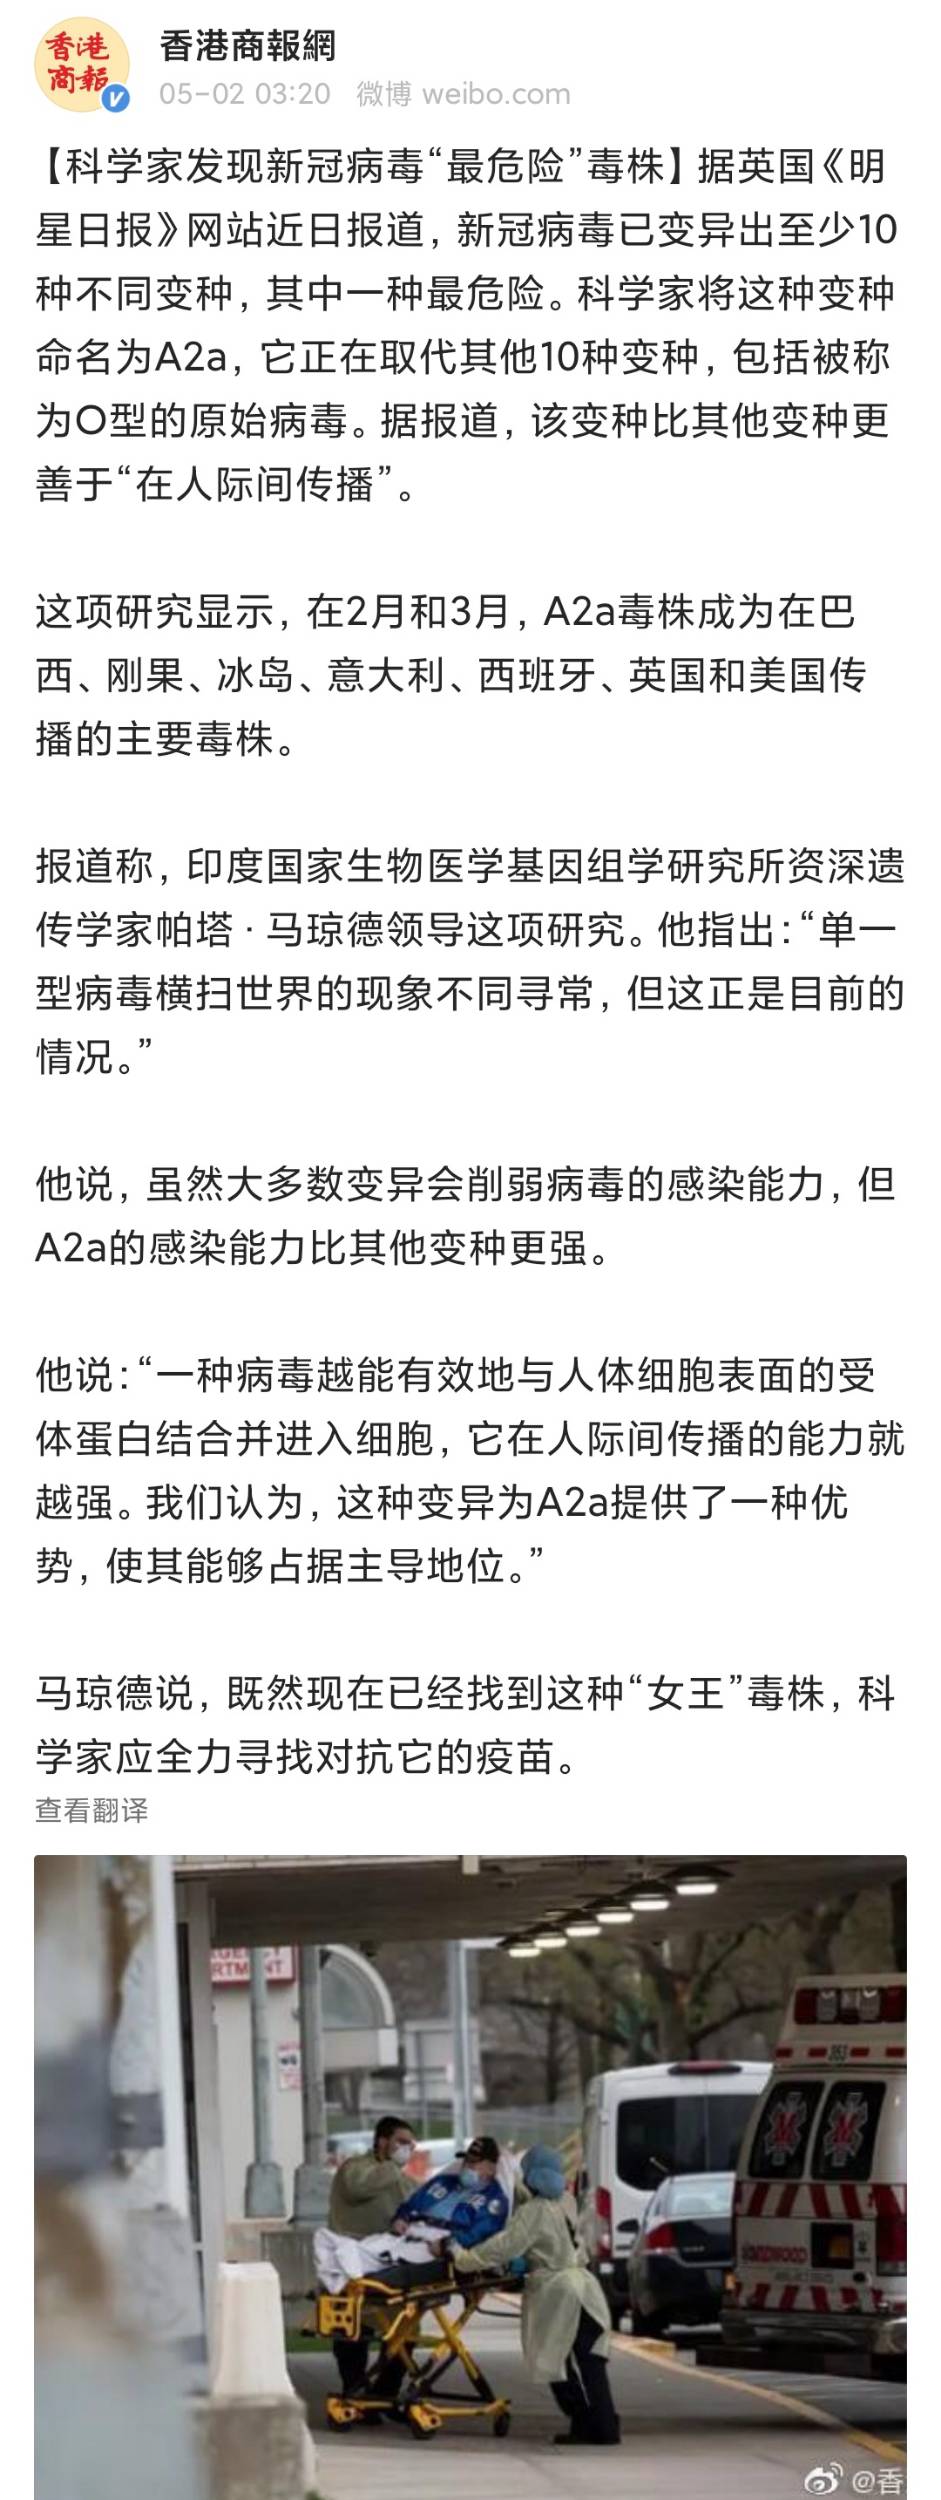 香港
商報
香港商報網
05-02 03:20 微博 weibo.com
【科学家发现新冠病毒“最危险”毒株】据英国《明
星日报》网站近日报道，新冠病毒已变异出至少10
种不同变种，其中一种最危险。科学家将这种变种
命名为A2a，它正在取代其他10种变种，包括被称
为O型的原始病毒。据报道，该变种比其他变种更
善于“在人际间传播”。
这项研究显示，在2月和3月，A2a毒株成为在巴
西、刚果、冰岛、意大利、西班牙、英国和美国传
播的主要毒株。
报道称，印度国家生物医学基因组学研究所资深遗
传学家帕塔·马琼德领导这项研究。他指出：“单一
型病毒横扫世界的现象不同寻常，但这正是目前的
情况。”
他说，虽然大多数变异会削弱病毒的感染能力，但
A2a的感染能力比其他变种更强。
他说：“一种病毒越能有效地与人体细胞表面的受
体蛋白结合并进入细胞，它在人际间传播的能力就
越强。我们认为，这种变异为A2a提供了一种优
势，使其能够占据主导地位。”
马琼德说，既然现在已经找到这种“女王”毒株，科
学家应全力寻找对抗它的疫苗。
查看翻译
353
@香